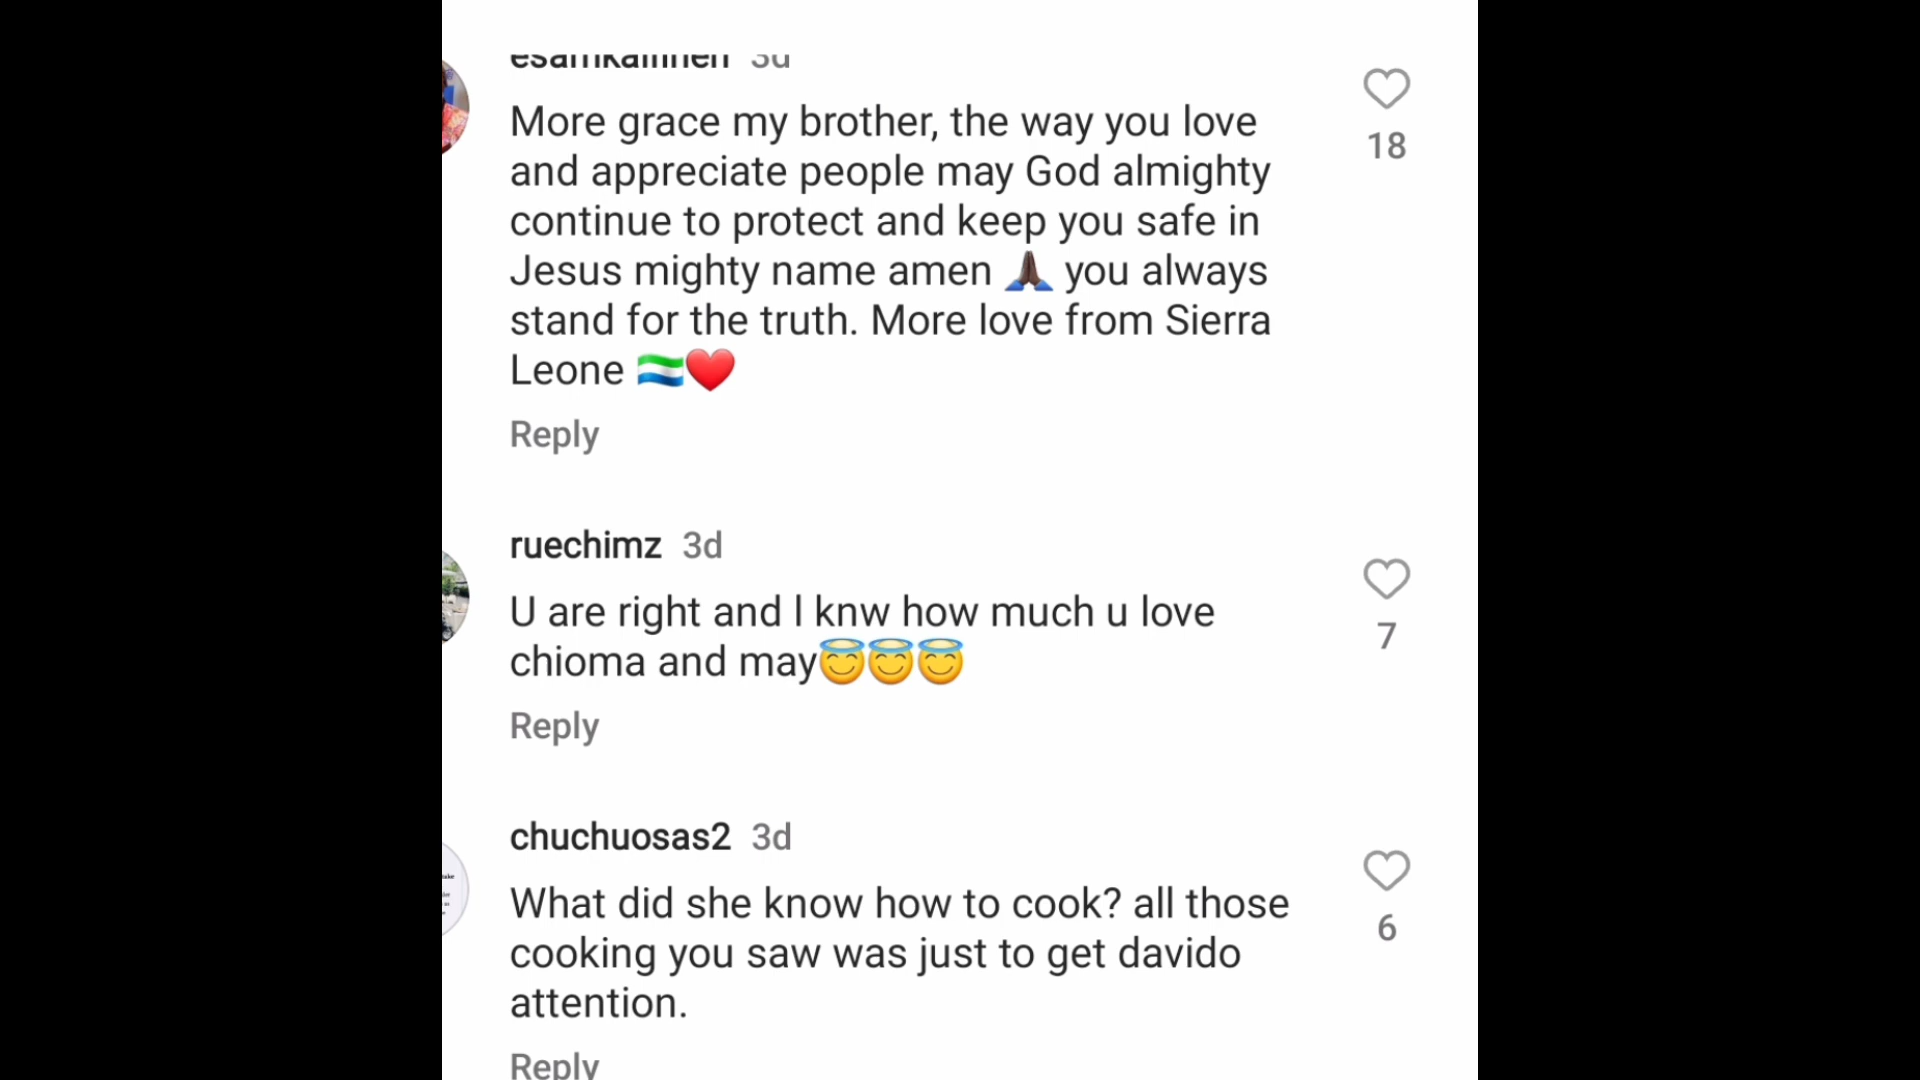 3d
More grace my brother, the way you love
18
and appreciate people may God almighty
continue to protect and keep you safe in
Jesus mighty name amen 🙏🏿 you always
stand for the truth. More love from Sierra
Leone 🇸🇱❤️
Reply
ruechimz 3d
U are right and I knw how much u love
7
chioma and may😇😇😇
Reply
chuchuosas2 3d
What did she know how to cook? all those
6
cooking you saw was just to get davido
attention.
Reply